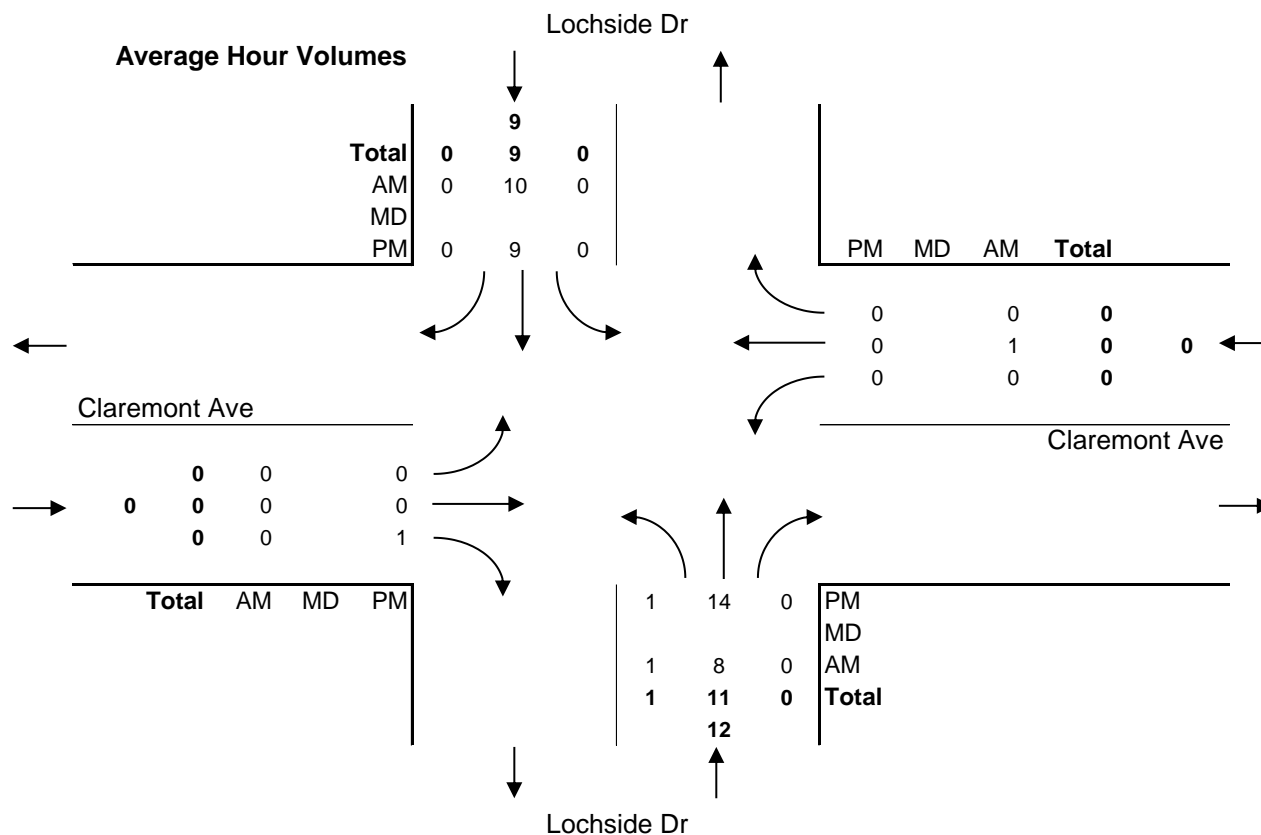 Lochside Dr
Average Hour Volumes
9
Total 0 9 0
AM 0 10 0
MD
PM 0 9 0
PM MD AM Total
0 0 0
0 1 0 0
0 0 0
Claremont Ave
Claremont Ave
0 0 0
0 0 0 0
0 0 1
Total AM MD PM
1 14 0 PM
MD
1 8 0 AM
1 11 0 Total
12
Lochside Dr